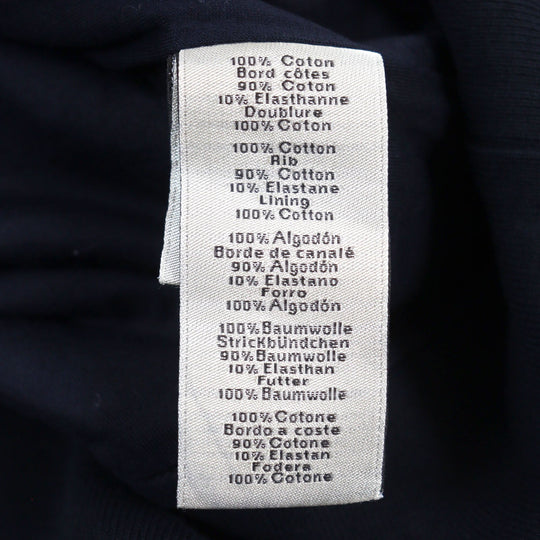 100% Coton
Bord côtes
90% Coton
10% Elasthanne
Doublure
100% Coton
100% Cotton
Rib
90% Cotton
10% Elastane
Lining
100% Cotton
100% Algodón
Borde de canalé
90% Algodón
10% Elastano
Forro
100% Algodón
100% Baumwolle
Strickbündchen
90% Baumwolle
10% Elasthan
Futter
100% Baumwolle
100% Cotone
Bordo a coste
90% Cotone
10% Elastan
Fodera
100% Cotone